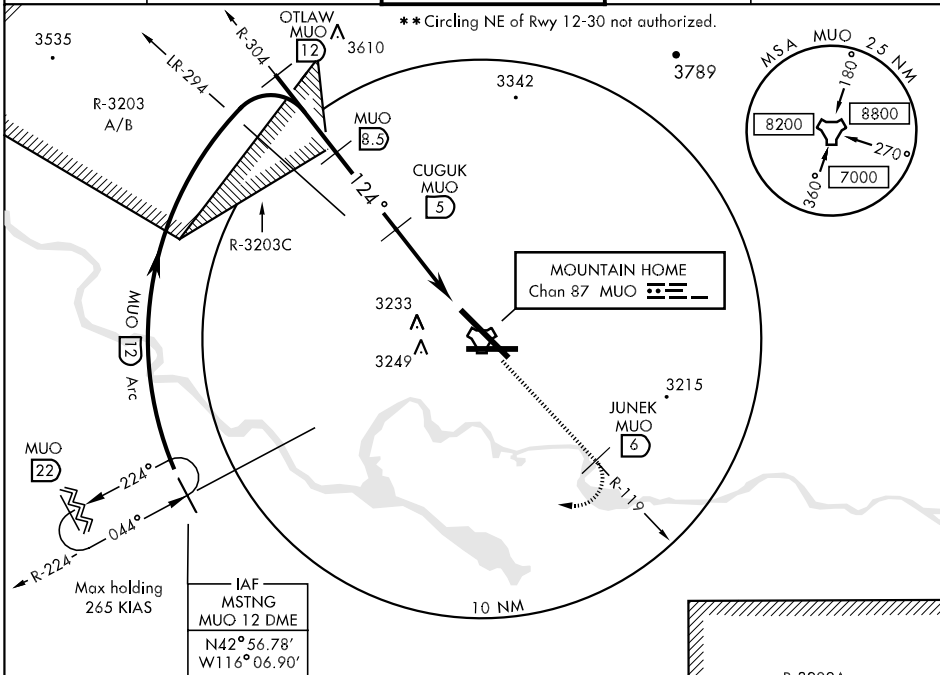 ** Circling NE of Rwy 12-30 not authorized.
OTLAW
MUO
12
3610
3535
R-304
LR-294
R-3203
A/B
3342
3789
MSA MUO 25 NM
180°
8800
8200
270°
7000
360°
MUO
8.5
CUGUK
MUO
5
124°
R-3203C
MOUNTAIN HOME
Chan 87 MUO
3233
3249
MUO
12
Arc
3215
JUNEK
MUO
6
R-119
MUO
22
224°
044°
R-224
Max holding
265 KIAS
IAF
MSTNG
MUO 12 DME
N42°56.78'
W116°06.90'
10 NM